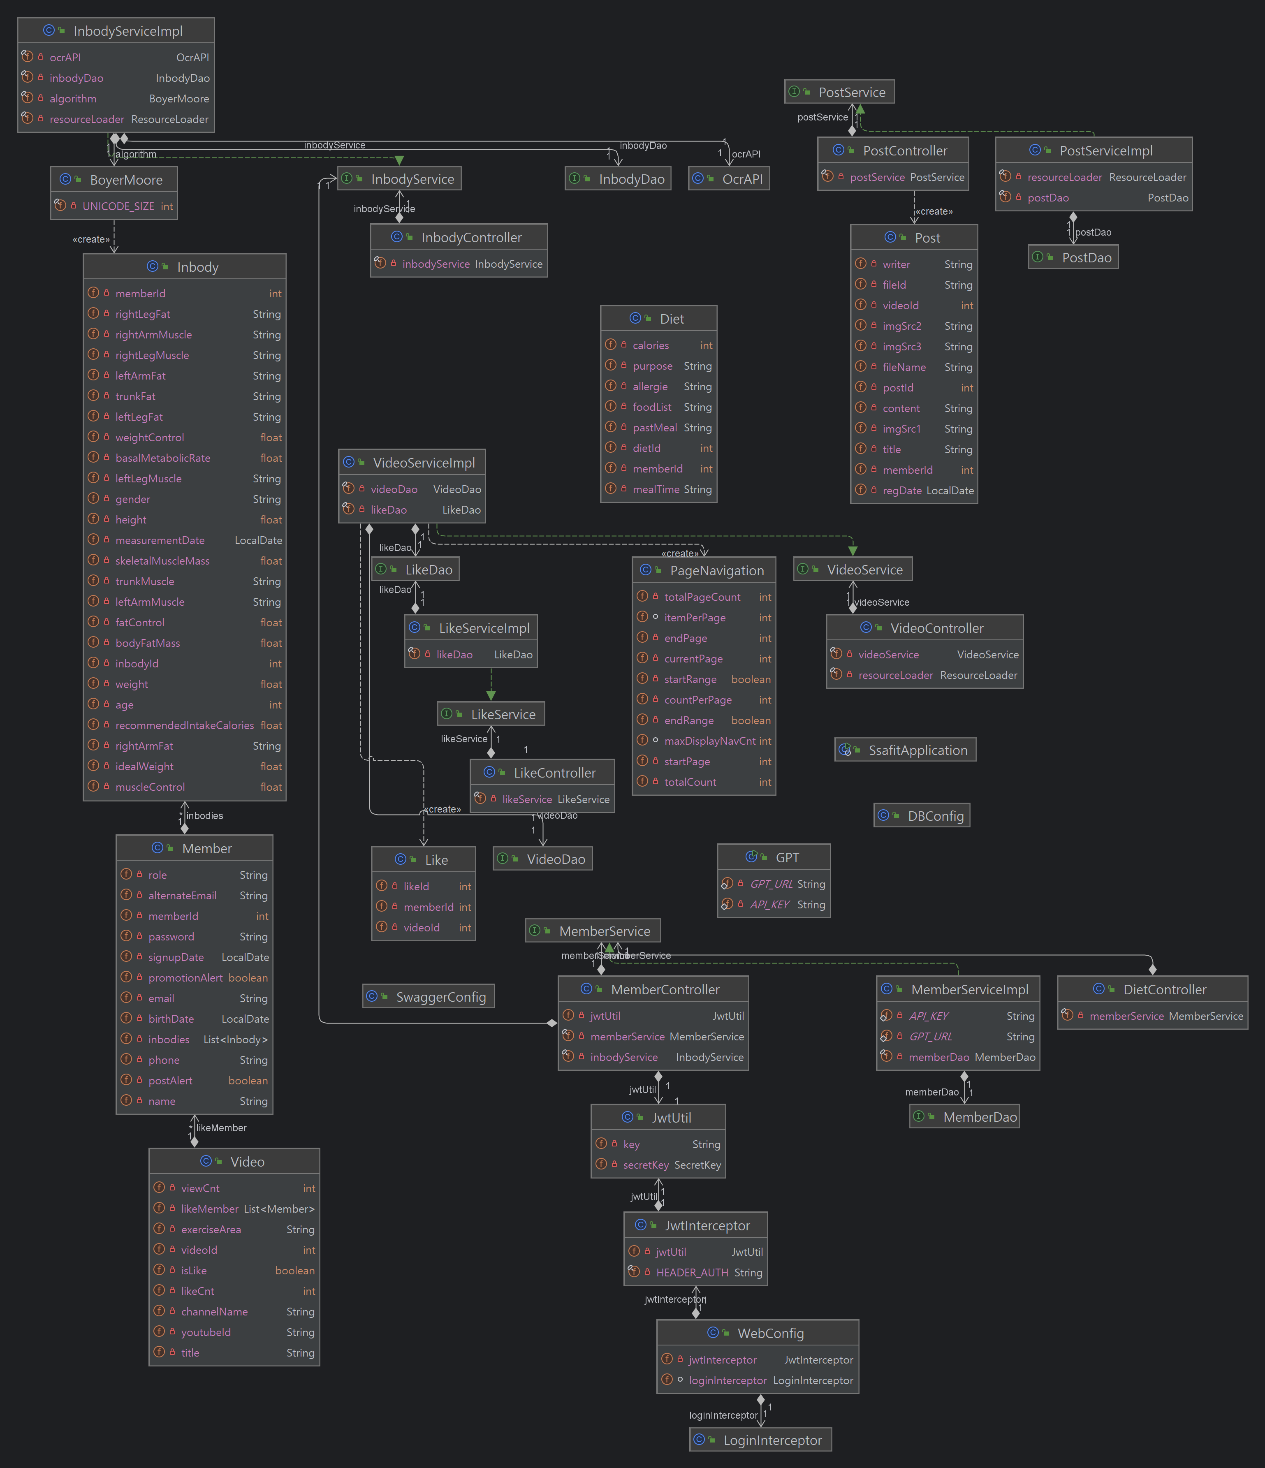 InbodyServiceImpl
ocrAPI OcrAPI
inbodyDao InbodyDao
algorithm BoyerMoore
resourceLoader ResourceLoader
PostService
postService
PostController
postService PostService
PostServiceImpl
resourceLoader ResourceLoader
postDao PostDao
algorithm
inbodyService
inbodyDao
ocrAPI
BoyerMoore
UNICODE_SIZE int
InbodyService
InbodyDao
OcrAPI
«create»
inbodyService
InbodyController
inbodyService InbodyService
«create»
postDao
PostDao
Inbody
memberId int
rightLegFat String
rightArmMuscle String
rightLegMuscle String
leftArmFat String
trunkFat String
leftLegFat String
weightControl float
basalMetabolicRate float
leftLegMuscle String
gender String
height float
measurementDate LocalDate
skeletalMuscleMass float
trunkMuscle String
leftArmMuscle String
fatControl float
bodyFatMass float
inbodyId int
weight float
age int
recommendedIntakeCalories float
rightArmFat String
idealWeight float
muscleControl float
Post
writer String
fileId String
videoId int
imgSrc2 String
imgSrc3 String
fileName String
postId int
content String
imgSrc1 String
title String
memberId int
regDate LocalDate
Diet
calories int
purpose String
allergie String
foodList String
pastMeal String
dietId int
memberId int
mealTime String
VideoServiceImpl
videoDao VideoDao
likeDao LikeDao
likeDao
«create»
LikeDao
likeDao
LikeServiceImpl
likeDao LikeDao
LikeService
likeService
1
LikeController
likeService LikeService
PageNavigation
totalPageCount int
itemPerPage int
endPage int
currentPage int
startRange boolean
countPerPage int
endRange boolean
maxDisplayNavCnt int
startPage int
totalCount int
VideoService
videoService
VideoController
videoService VideoService
resourceLoader ResourceLoader
SsafitApplication
DBConfig
«create»
videoDao
1
Like
likeId int
memberId int
videoId int
VideoDao
GPT
GPT_URL String
API_KEY String
inbodies
Member
role String
alternateEmail String
memberId int
password String
signupDate LocalDate
promotionAlert boolean
email String
birthDate LocalDate
inbodies List<Inbody>
phone String
postAlert boolean
name String
MemberService
memberService
memberService
SwaggerConfig
MemberController
jwtUtil JwtUtil
memberService MemberService
inbodyService InbodyService
MemberServiceImpl
API_KEY String
GPT_URL String
memberDao MemberDao
DietController
memberService MemberService
jwtUtil
1
memberDao
MemberDao
likeMember
Video
viewCnt int
likeMember List<Member>
exerciseArea String
videoId int
isLike boolean
likeCnt int
channelName String
youtubeId String
title String
JwtUtil
key String
secretKey SecretKey
jwtUtil
JwtInterceptor
jwtUtil JwtUtil
HEADER_AUTH String
jwtInterceptor
WebConfig
jwtInterceptor JwtInterceptor
loginInterceptor LoginInterceptor
loginInterceptor
LoginInterceptor